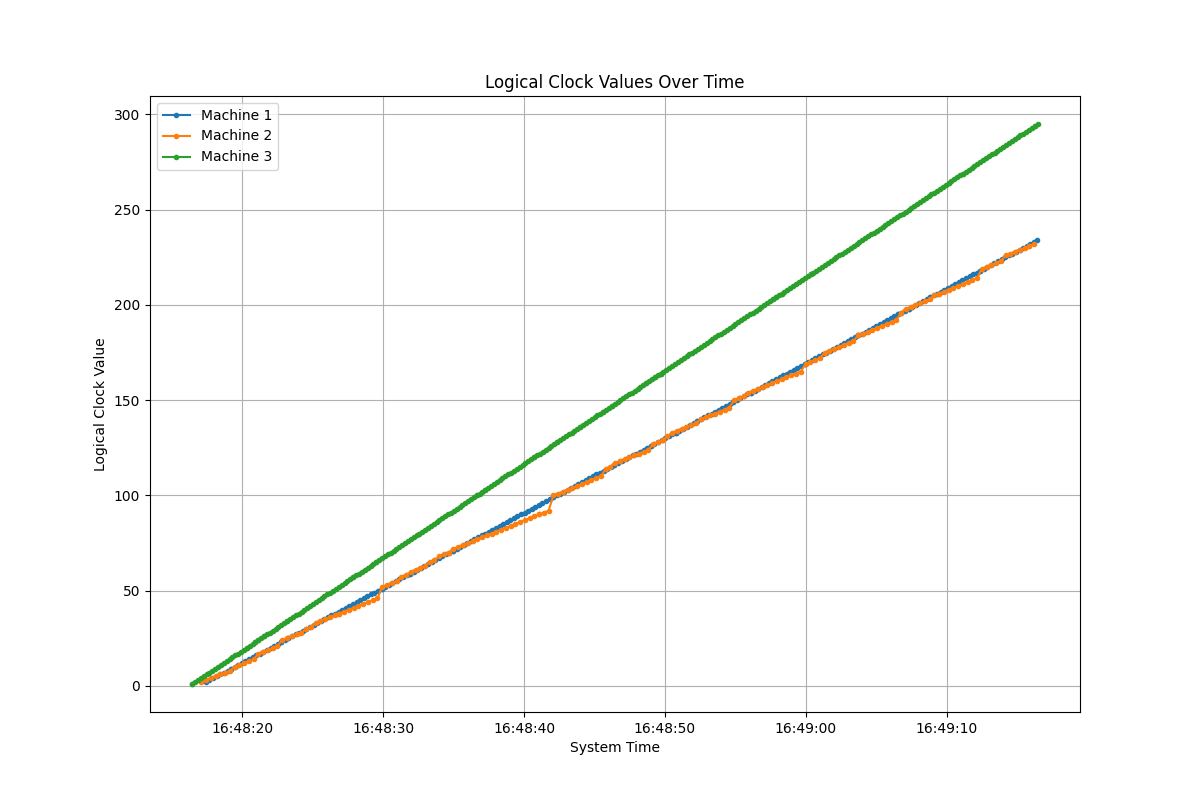 Logical Clock Values Over Time
Machine 1
Machine 2
Machine 3
300
250
200
150
100
50
0
Logical Clock Value
16:48:20 16:48:30 16:48:40 16:48:50 16:49:00 16:49:10
System Time